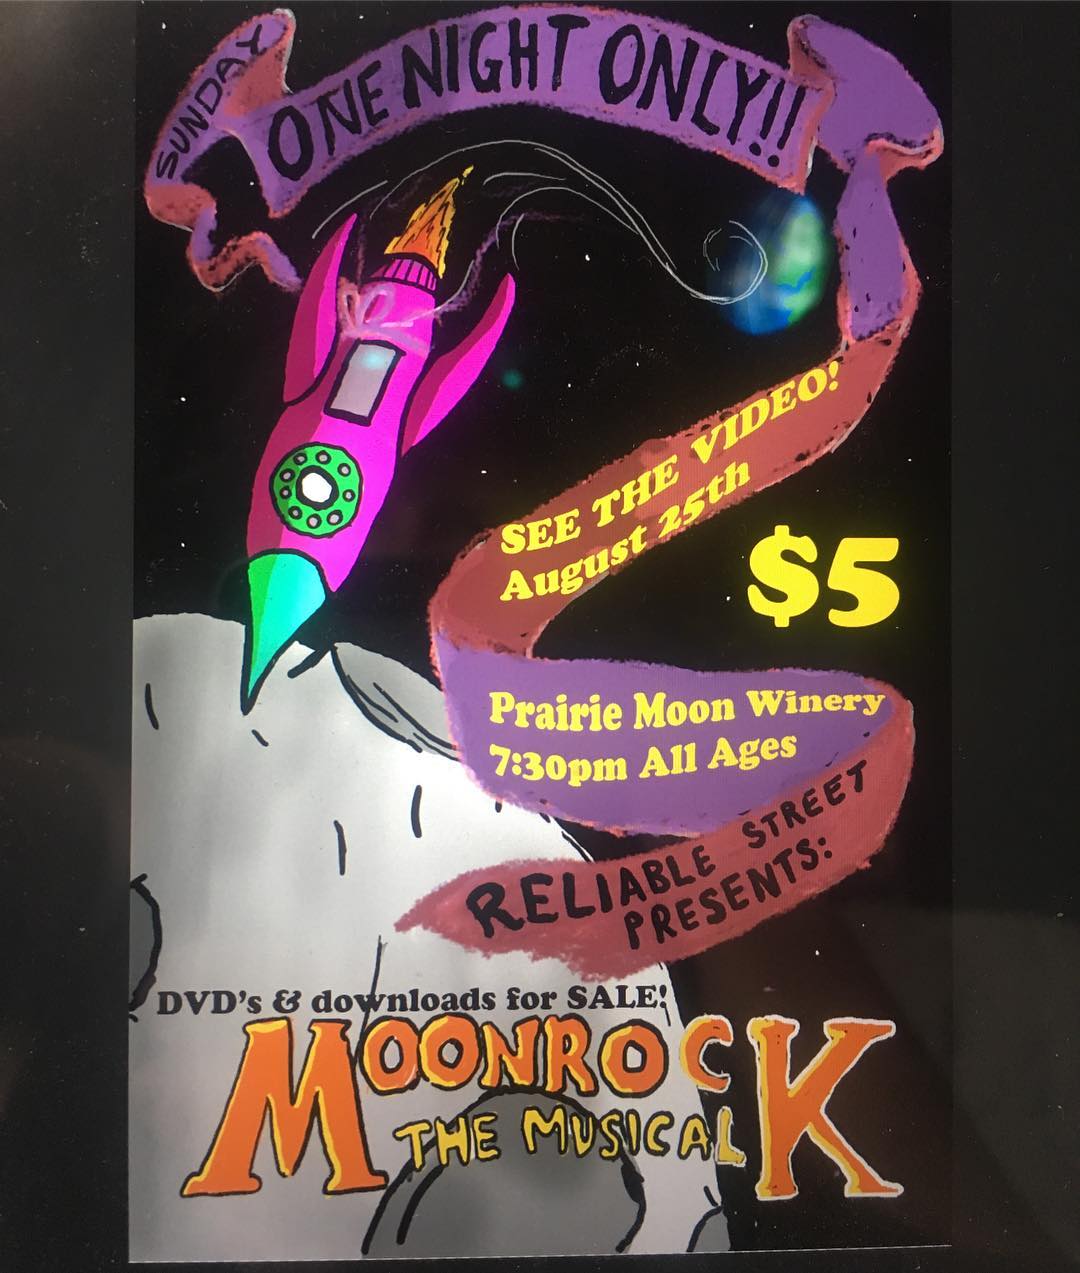 SUNDAY
ONE NIGHT ONLY!!
SEE THE VIDEO!
August 25th
$5
Prairie Moon Winery
7:30pm All Ages
RELIABLE STREET
PRESENTS:
DVD's & downloads for SALE!
MOONROCK
THE MUSICAL